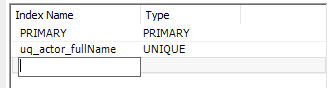 Index Name Type
PRIMARY PRIMARY
uq_actor_fullName UNIQUE